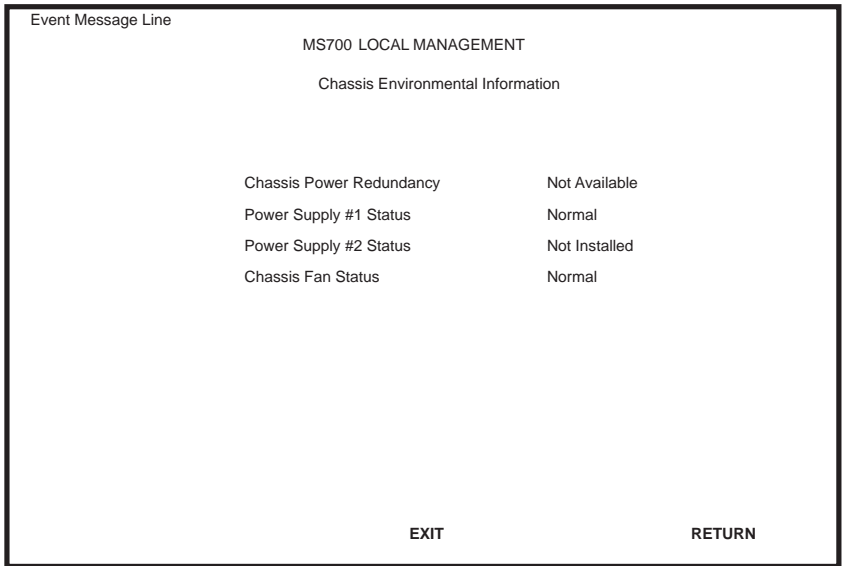 Event Message Line
MS700 LOCAL MANAGEMENT
Chassis Environmental Information
Chassis Power Redundancy Not Available
Power Supply #1 Status Normal
Power Supply #2 Status Not Installed
Chassis Fan Status Normal
EXIT RETURN